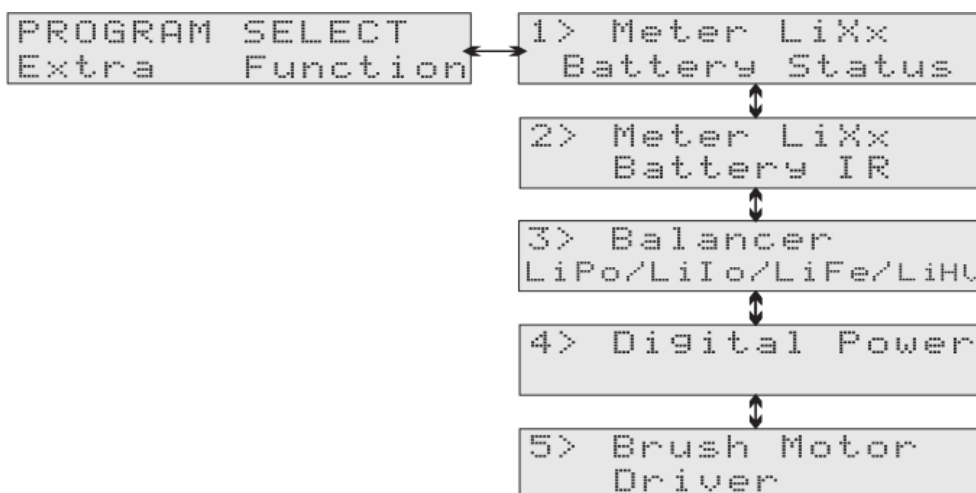 PROGRAM SELECT
Extra Function
1> Meter LiXx
Battery Status
2> Meter LiXx
Battery IR
3> Balancer
LiPo/LiIo/LiFe/LiHV
4> Digital Power
5> Brush Motor
Driver